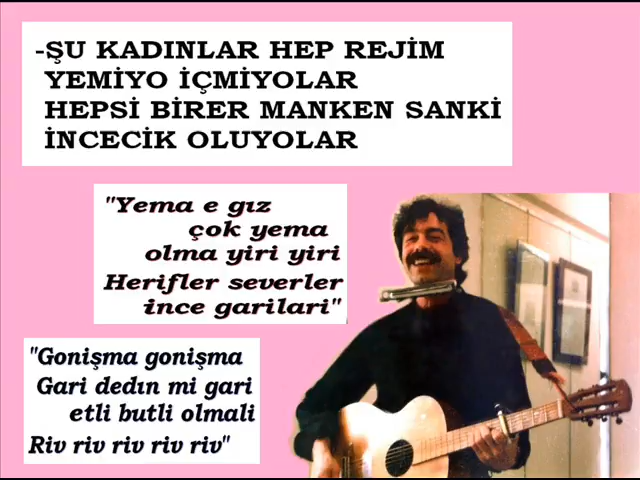 -ŞU KADINLAR HEP REJİM
YEMİYO İÇMİYOLAR
HEPSİ BİRER MANKEN SANKİ
İNCECİK OLUYOLAR
"Yema e gız
çok yema
olma yiri yiri
Herifler severler
ince garilari"
"Gonişma gonişma
Gari dedın mi gari
etli butli olmali
Riv riv riv riv riv"